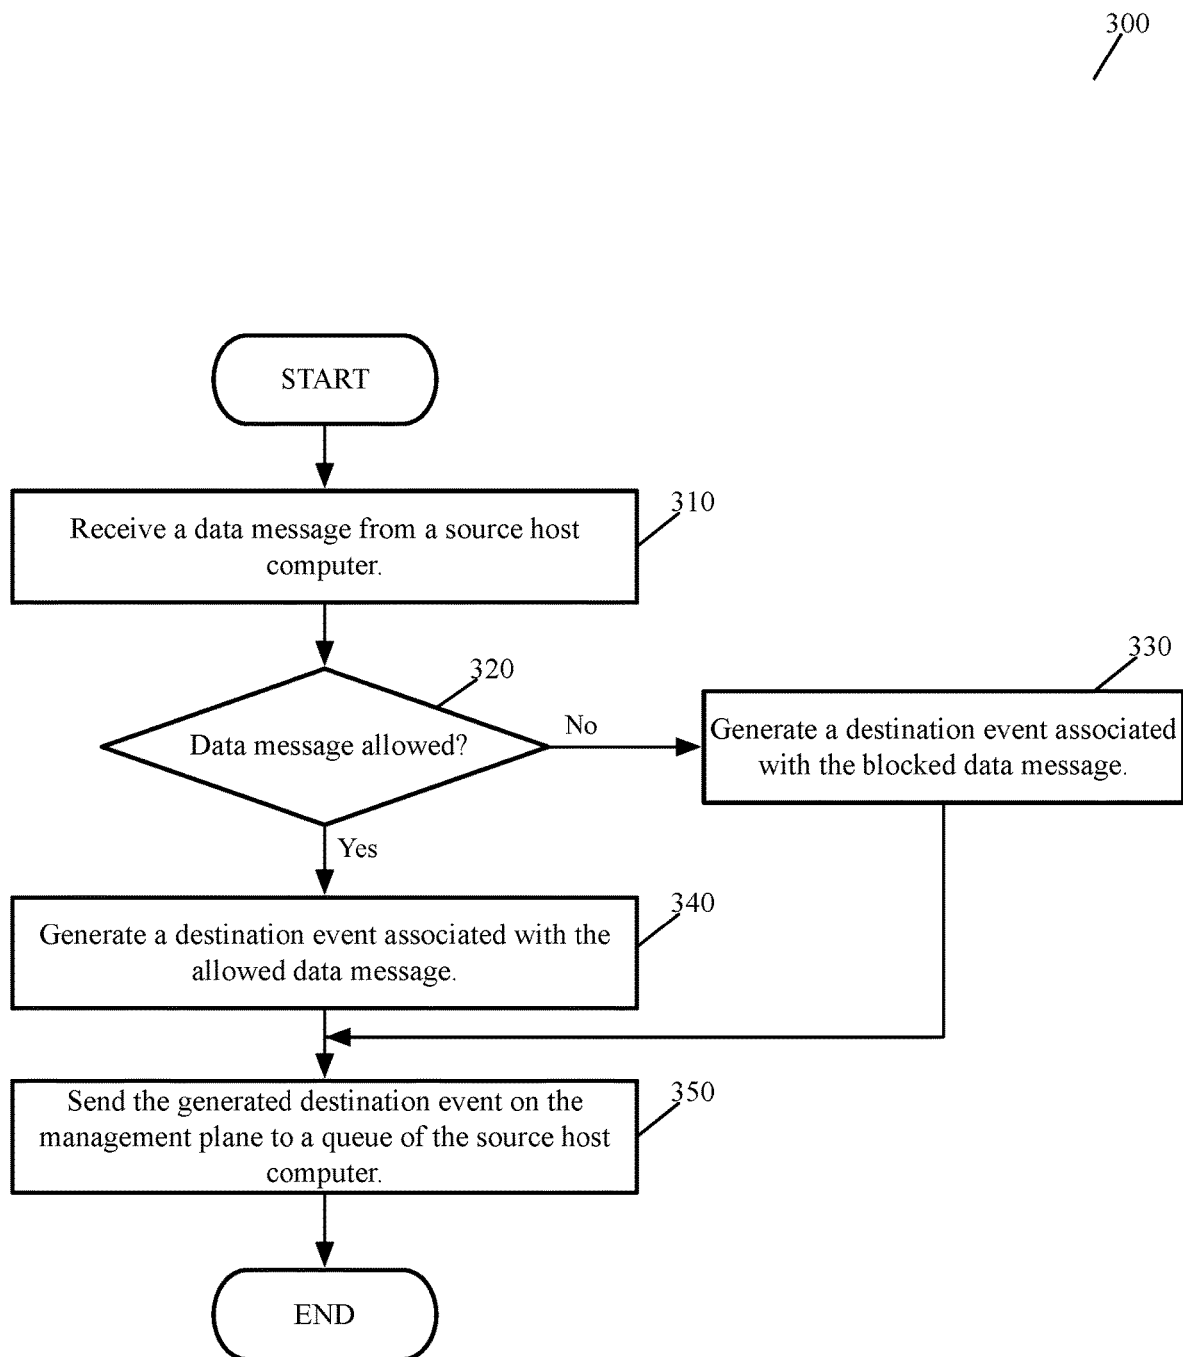 300
START
310
Receive a data message from a source host
computer.
320
Data message allowed?
No
330
Generate a destination event associated
with the blocked data message.
Yes
340
Generate a destination event associated with the
allowed data message.
350
Send the generated destination event on the
management plane to a queue of the source host
computer.
END